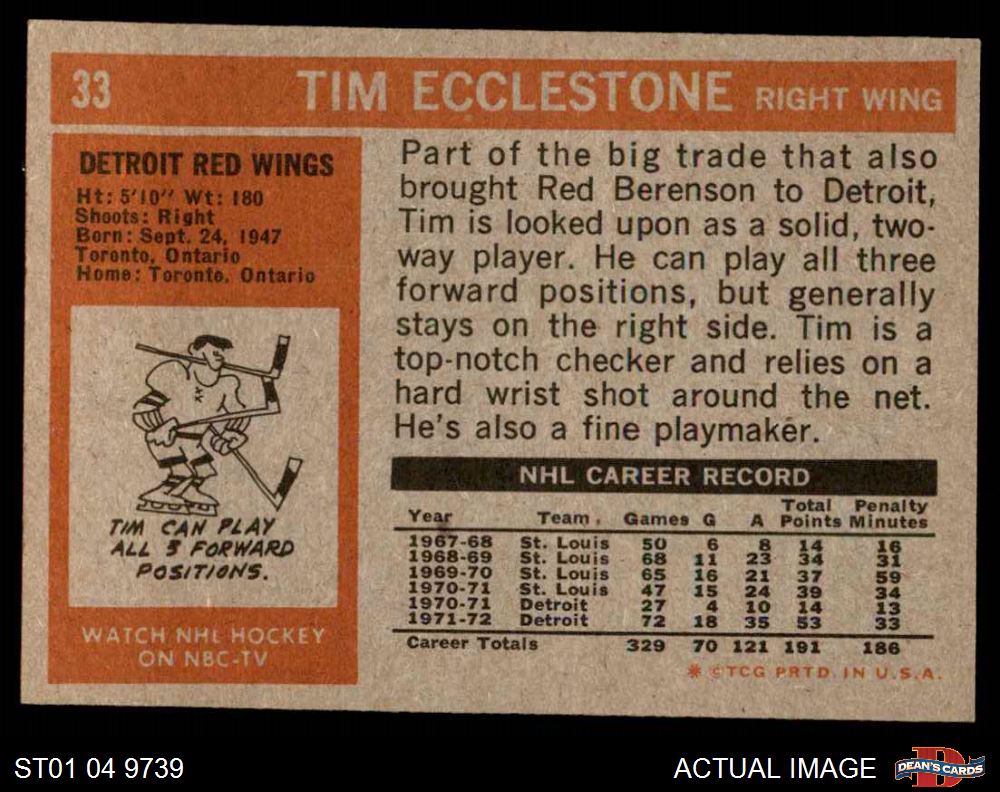 33 TIM ECCLESTONE RIGHT WING
DETROIT RED WINGS
Ht: 5'10" Wt: 180
Shoots: Right
Born: Sept. 24, 1947
Toronto, Ontario
Home: Toronto, Ontario
TIM CAN PLAY
ALL 3 FORWARD
POSITIONS.
WATCH NHL HOCKEY
ON NBC-TV
Part of the big trade that also
brought Red Berenson to Detroit,
Tim is looked upon as a solid, two-
way player. He can play all three
forward positions, but generally
stays on the right side. Tim is a
top-notch checker and relies on a
hard wrist shot around the net.
He's also a fine playmaker.
NHL CAREER RECORD
Year Team Games G A Total Points Penalty Minutes
1967-68 St. Louis 50 6 8 14 16
1968-69 St. Louis 68 11 23 34 31
1969-70 St. Louis 65 16 21 37 59
1970-71 St. Louis 47 15 24 39 34
1970-71 Detroit 27 4 10 14 13
1971-72 Detroit 72 18 35 53 33
Career Totals 329 70 121 191 186
* © TCG PRTD. IN U.S.A.
ST01 04 9739
ACTUAL IMAGE
D
DEAN'S CARDS